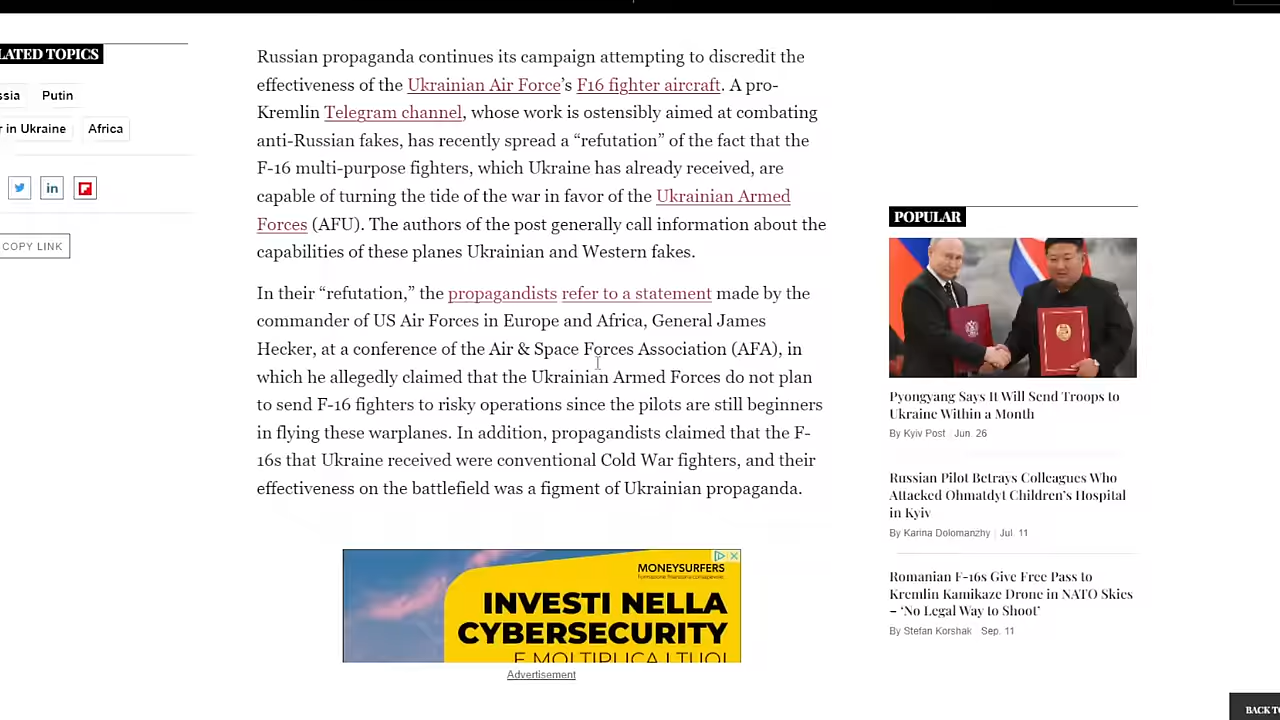 LATED TOPICS
ssia Putin
r in Ukraine Africa
in
COPY LINK
Russian propaganda continues its campaign attempting to discredit the
effectiveness of the Ukrainian Air Force’s F16 fighter aircraft. A pro-
Kremlin Telegram channel, whose work is ostensibly aimed at combating
anti-Russian fakes, has recently spread a “refutation” of the fact that the
F-16 multi-purpose fighters, which Ukraine has already received, are
capable of turning the tide of the war in favor of the Ukrainian Armed
Forces (AFU). The authors of the post generally call information about the
capabilities of these planes Ukrainian and Western fakes.
In their “refutation,” the propagandists refer to a statement made by the
commander of US Air Forces in Europe and Africa, General James
Hecker, at a conference of the Air & Space Forces Association (AFA), in
which he allegedly claimed that the Ukrainian Armed Forces do not plan
to send F-16 fighters to risky operations since the pilots are still beginners
in flying these warplanes. In addition, propagandists claimed that the F-
16s that Ukraine received were conventional Cold War fighters, and their
effectiveness on the battlefield was a figment of Ukrainian propaganda.
MONEYSURFERS
INVESTI NELLA
CYBERSECURITY
E MOLTIPLICA I TUOI
Advertisement
POPULAR
Pyongyang Says It Will Send Troops to
Ukraine Within a Month
By Kyiv Post Jun. 26
Russian Pilot Betrays Colleagues Who
Attacked Ohmatdyt Children’s Hospital
in Kyiv
By Karina Dolomanzhy Jul. 11
Romanian F-16s Give Free Pass to
Kremlin Kamikaze Drone in NATO Skies
– ‘No Legal Way to Shoot’
By Stefan Korshak Sep. 11
BACK TO